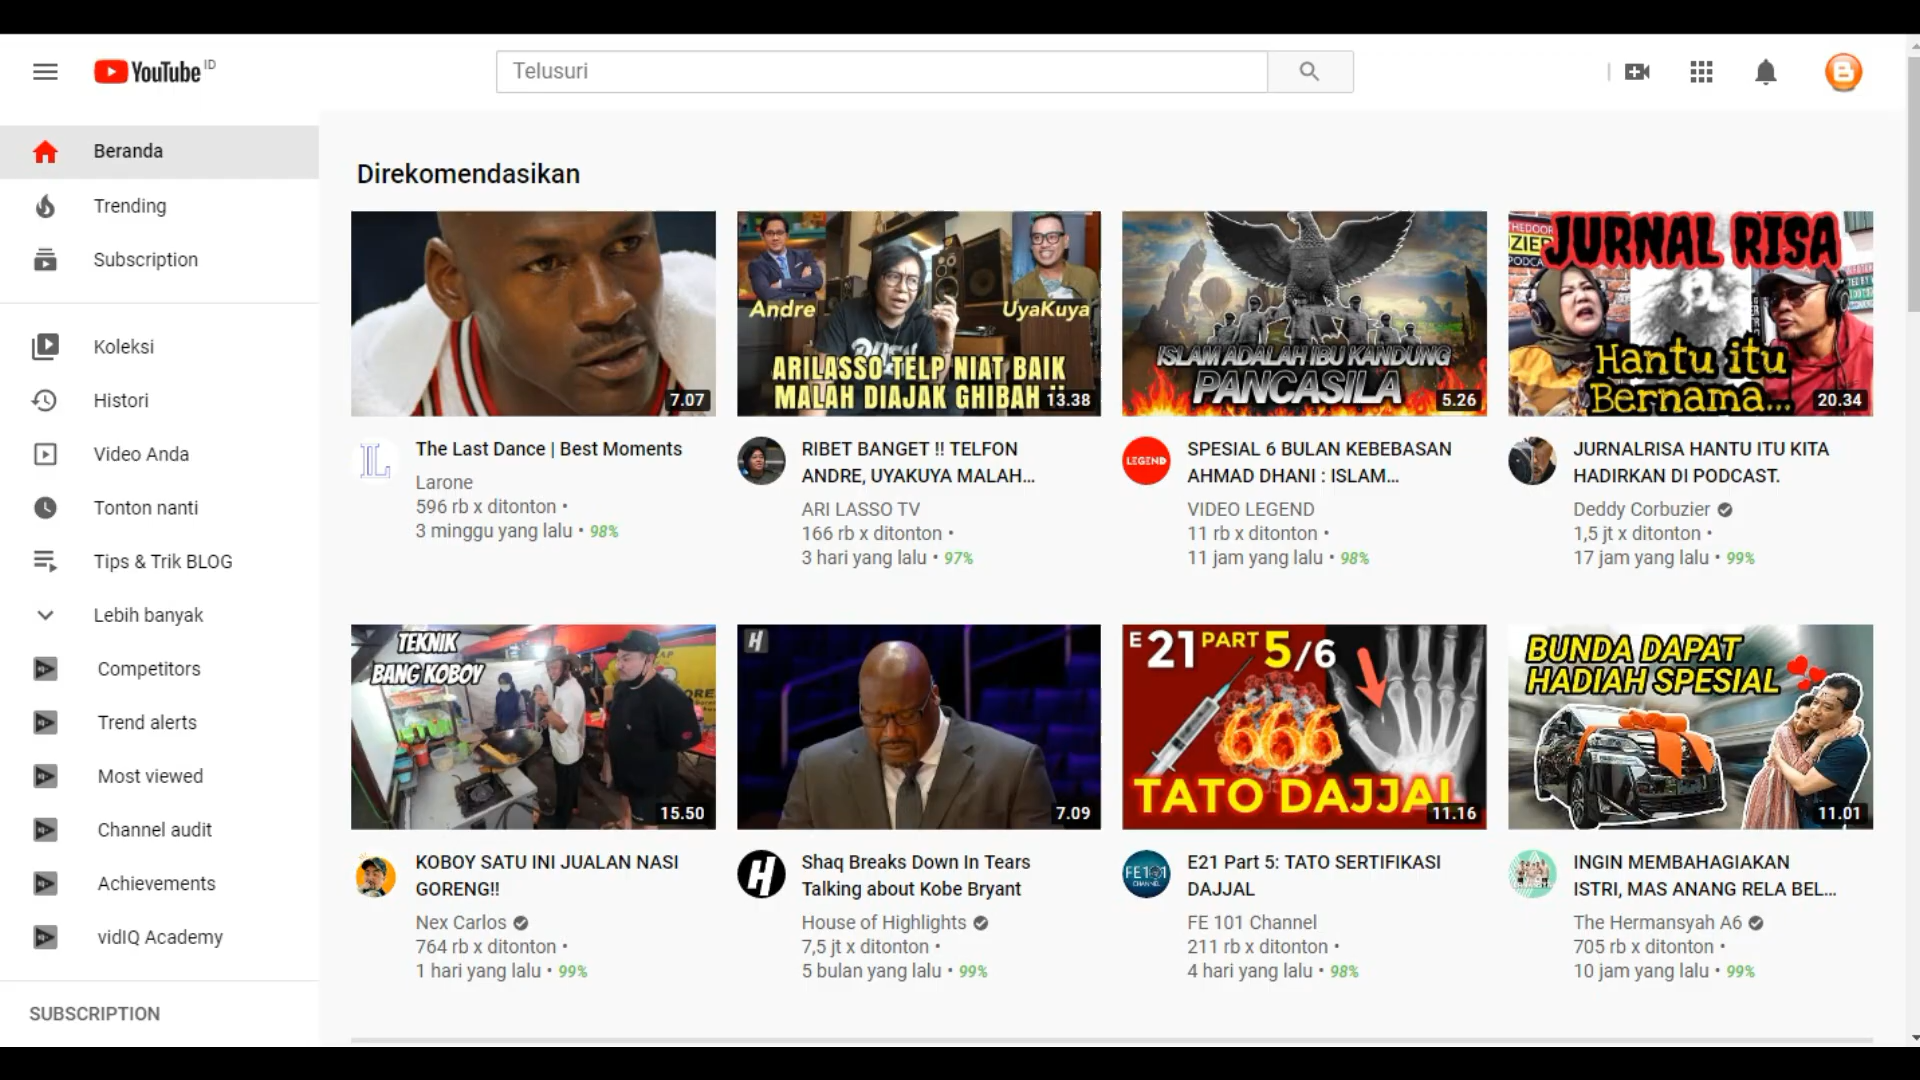 YouTube ID
Telusuri
Beranda
Trending
Subscription
Koleksi
Histori
Video Anda
Tonton nanti
Tips & Trik BLOG
Lebih banyak
Competitors
Trend alerts
Most viewed
Channel audit
Achievements
vidIQ Academy
SUBSCRIPTION
Direkomendasikan
7.07
The Last Dance | Best Moments
Larone
596 rb x ditonton •
3 minggu yang lalu • 98%
Andre
UyaKuya
ARILASSO TELP NIAT BAIK
MALAH DIAJAK GHIBAH !!
13.38
RIBET BANGET !! TELFON
ANDRE, UYAKUYA MALAH...
ARI LASSO TV
166 rb x ditonton •
3 hari yang lalu • 97%
ISLAM ADALAH IBU KANDUNG
PANCASILA
5.26
LEGEND
SPESIAL 6 BULAN KEBEBASAN
AHMAD DHANI : ISLAM...
VIDEO LEGEND
11 rb x ditonton •
11 jam yang lalu • 98%
JURNAL RISA
Hantu itu
Bernama...
20.34
JURNALRISA HANTU ITU KITA
HADIRKAN DI PODCAST.
Deddy Corbuzier
1,5 jt x ditonton •
17 jam yang lalu • 99%
TEKNIK
BANG KOBOY
15.50
KOBOY SATU INI JUALAN NASI
GORENG!!
Nex Carlos
764 rb x ditonton •
1 hari yang lalu • 99%
H
7.09
H
Shaq Breaks Down In Tears
Talking about Kobe Bryant
House of Highlights
7,5 jt x ditonton •
5 bulan yang lalu • 99%
E 21 PART 5/6
666
TATO DAJJAL
11.16
FE101
CHANNEL
E21 Part 5: TATO SERTIFIKASI
DAJJAL
FE 101 Channel
211 rb x ditonton •
4 hari yang lalu • 98%
BUNDA DAPAT
HADIAH SPESIAL
11.01
INGIN MEMBAHAGIAKAN
ISTRI, MAS ANANG RELA BEL...
The Hermansyah A6
705 rb x ditonton •
10 jam yang lalu • 99%